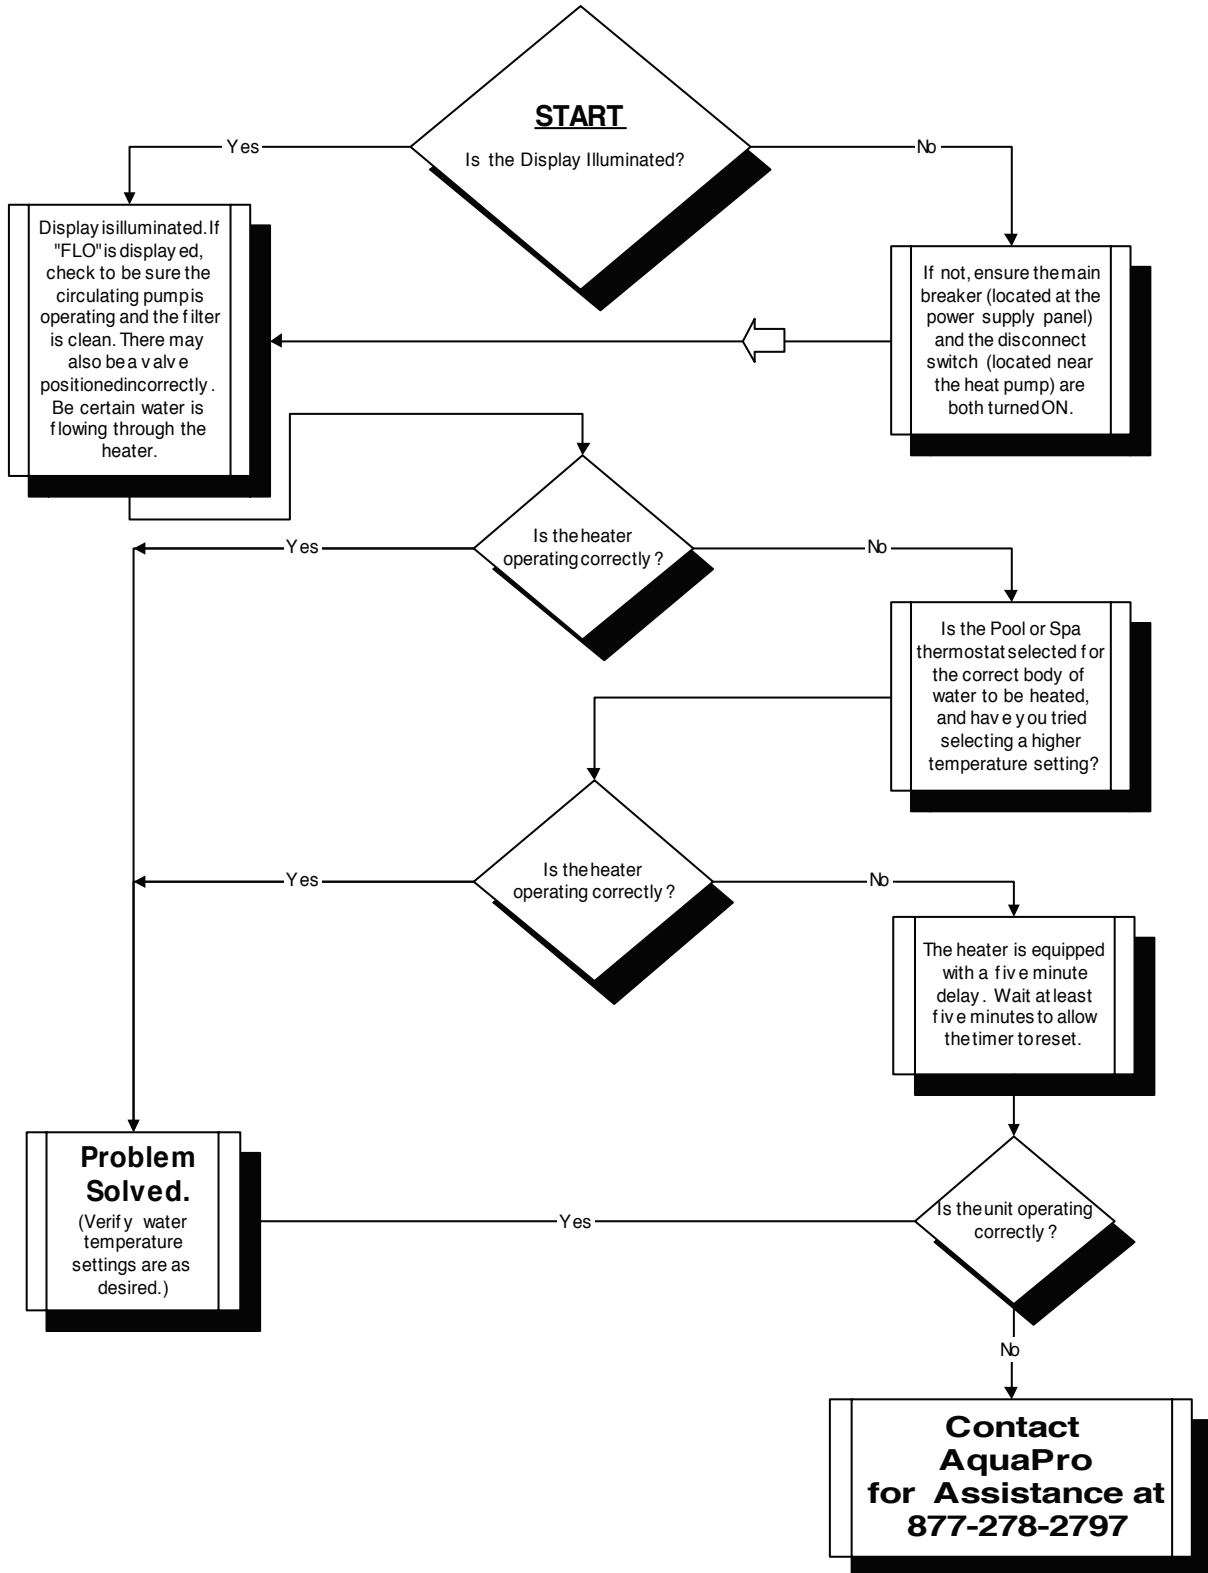 START
Is the Display Illuminated?
Yes
No
Display is illuminated. If
"FLO" is displayed,
check to be sure the
circulating pump is
operating and the filter
is clean. There may
also be a valve
positioned incorrectly.
Be certain water is
flowing through the
heater.
If not, ensure the main
breaker (located at the
power supply panel)
and the disconnect
switch (located near
the heat pump) are
both turned ON.
Is the heater
operating correctly?
Yes
No
Is the Pool or Spa
thermostat selected for
the correct body of
water to be heated,
and have you tried
selecting a higher
temperature setting?
Is the heater
operating correctly?
Yes
No
The heater is equipped
with a five minute
delay. Wait at least
five minutes to allow
the timer to reset.
Problem
Solved.
(Verify water
temperature
settings are as
desired.)
Yes
Is the unit operating
correctly?
No
Contact
AquaPro
for Assistance at
877-278-2797